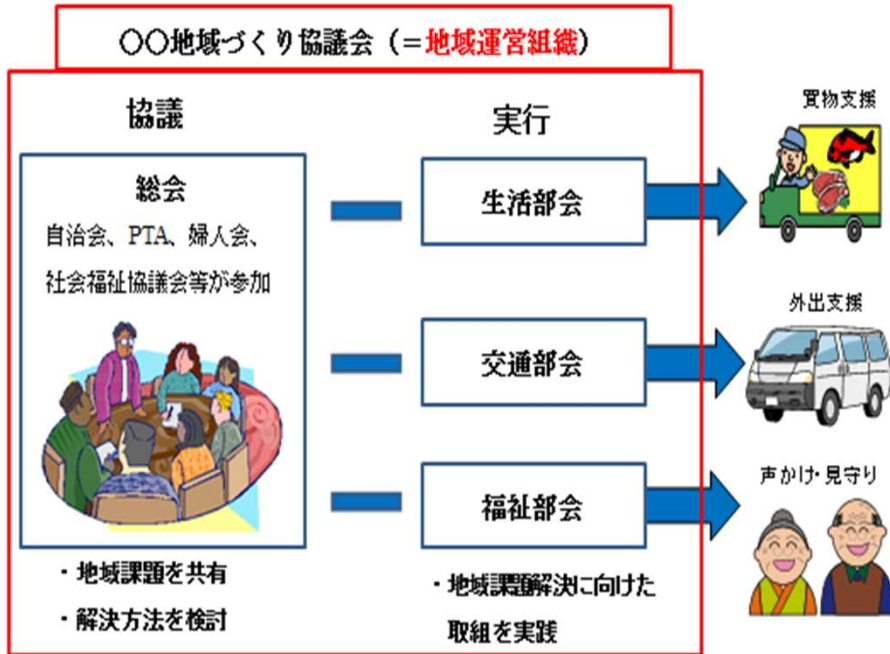 〇〇地域づくり協議会（=地域運営組織）
協議
総会
自治会、PTA、婦人会、
社会福祉協議会等が参加
・地域課題を共有
・解決方法を検討
実行
生活部会
交通部会
福祉部会
・地域課題解決に向けた
取組を実践
買物支援
外出支援
声かけ・見守り